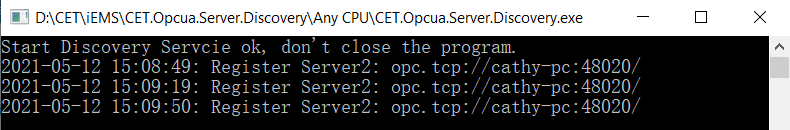 D:\CET\iEMS\CET.Opcua.Server.Discovery\Any CPU\CET.Opcua.Server.Discovery.exe
Start Discovery Servcie ok, don't close the program.
2021-05-12 15:08:49: Register Server2: opc.tcp://cathy-pc:48020/
2021-05-12 15:09:19: Register Server2: opc.tcp://cathy-pc:48020/
2021-05-12 15:09:50: Register Server2: opc.tcp://cathy-pc:48020/